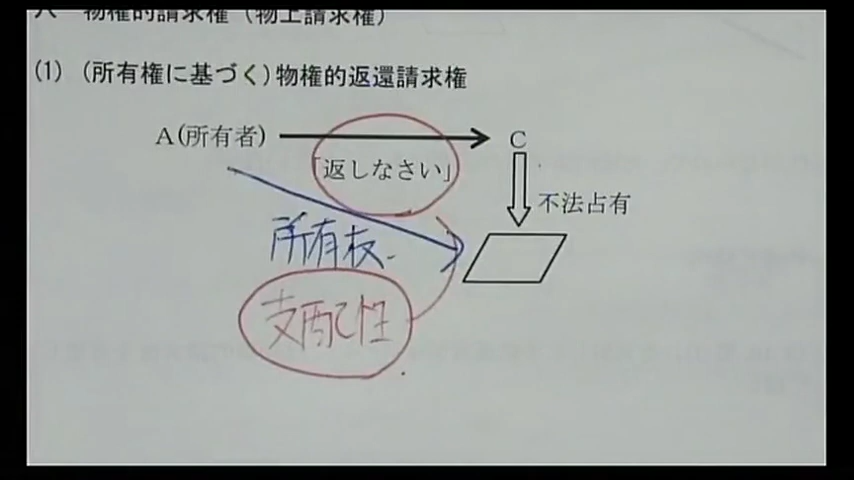 物権的請求権(物上請求権)
(1) (所有権に基づく)物権的返還請求権
A(所有者)
C
「返しなさい」
不法占有
所有权
支配性